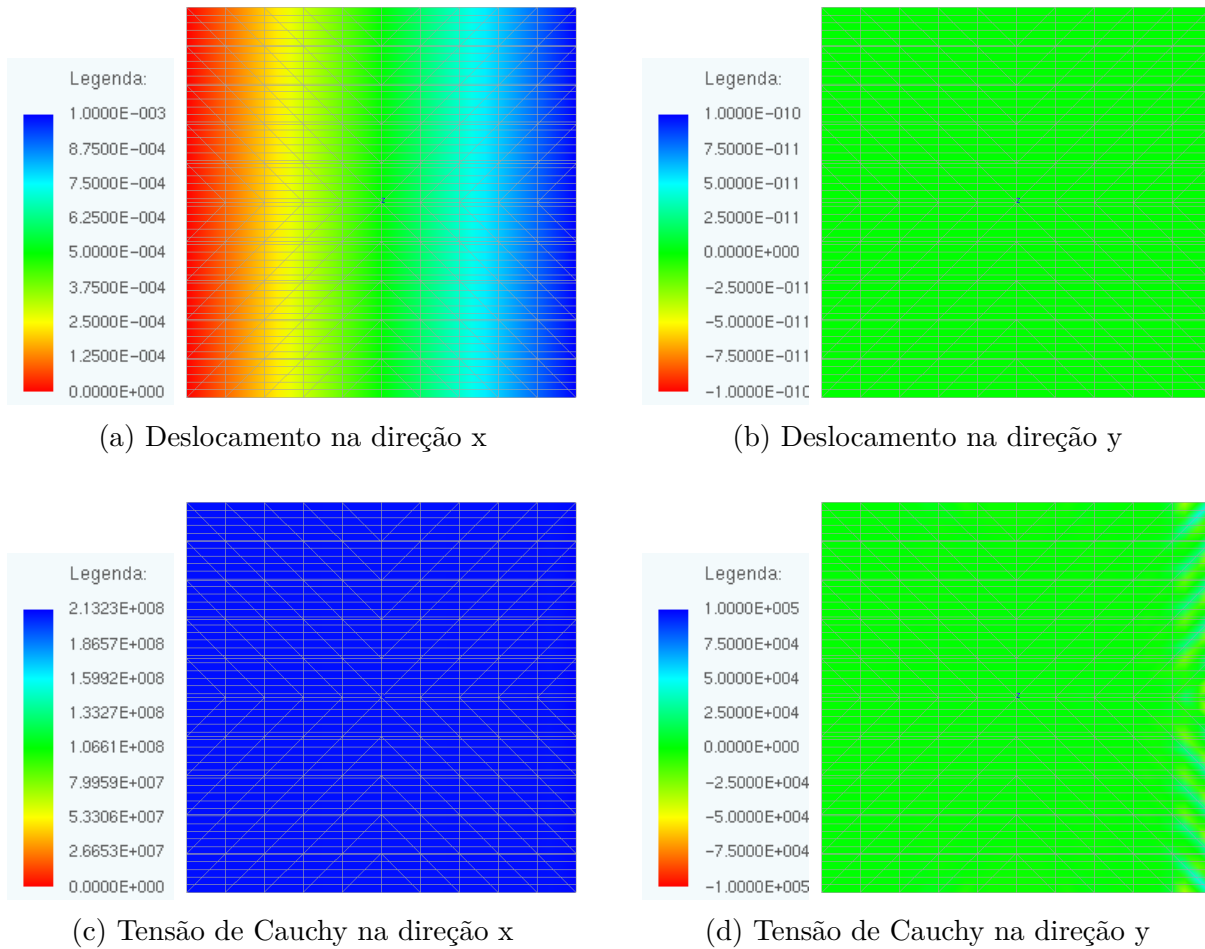 Legenda:
1.0000E-003
8.7500E-004
7.5000E-004
6.2500E-004
5.0000E-004
3.7500E-004
2.5000E-004
1.2500E-004
0.0000E+000
z
(a) Deslocamento na direção x
Legenda:
1.0000E-010
7.5000E-011
5.0000E-011
2.5000E-011
0.0000E+000
-2.5000E-011
-5.0000E-011
-7.5000E-011
-1.0000E-010
z
(b) Deslocamento na direção y
Legenda:
2.1323E+008
1.8657E+008
1.5992E+008
1.3327E+008
1.0661E+008
7.9959E+007
5.3306E+007
2.6653E+007
0.0000E+000
(c) Tensão de Cauchy na direção x
Legenda:
1.0000E+005
7.5000E+004
5.0000E+004
2.5000E+004
0.0000E+000
-2.5000E+004
-5.0000E+004
-7.5000E+004
-1.0000E+005
z
(d) Tensão de Cauchy na direção y